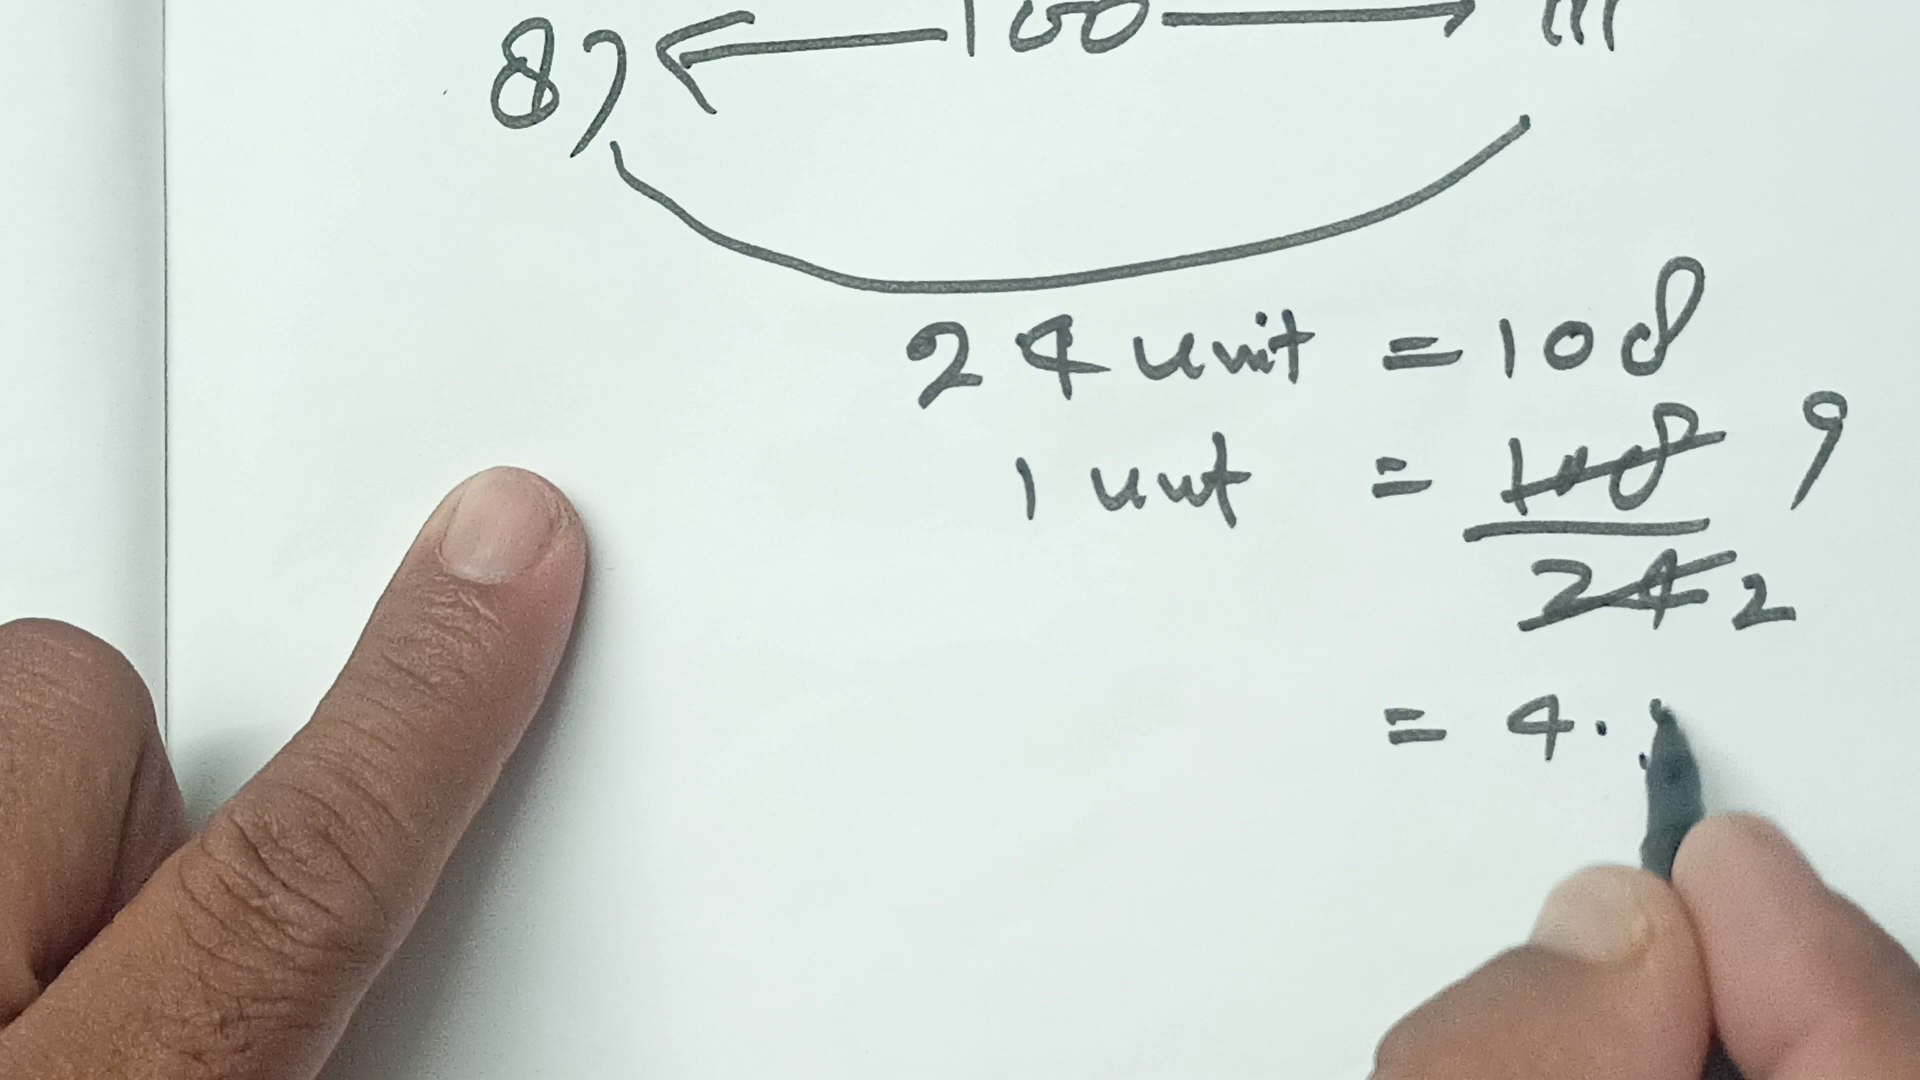 87 ← 100 → 111
24 unit = 108
1 unit = 108 9
24 2
= 4.